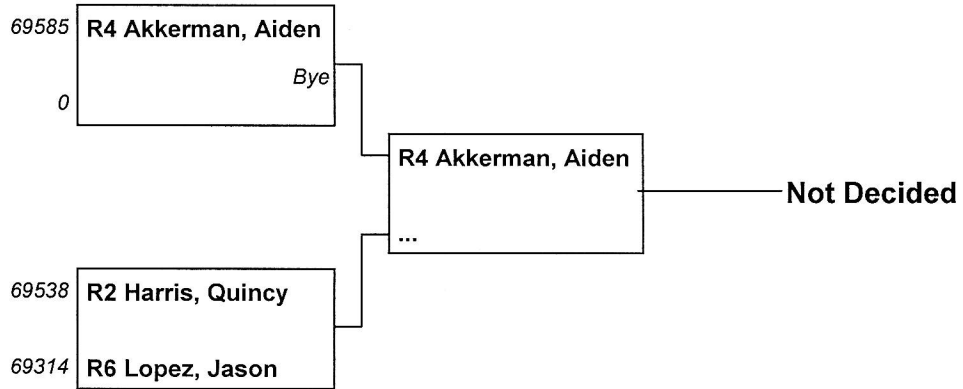 69585 R4 Akkerman, Aiden
Bye
0
R4 Akkerman, Aiden
...
Not Decided
69538 R2 Harris, Quincy
69314 R6 Lopez, Jason